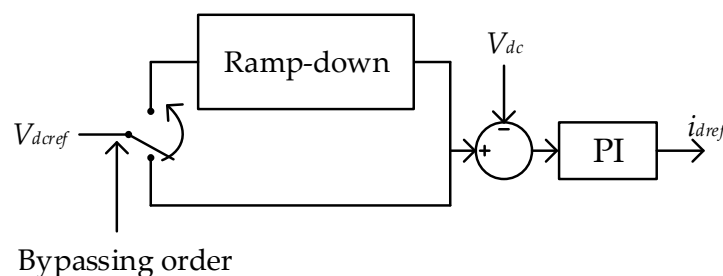 Ramp-down
V_dc
V_dcref
-
+
PI
i_dref
Bypassing order